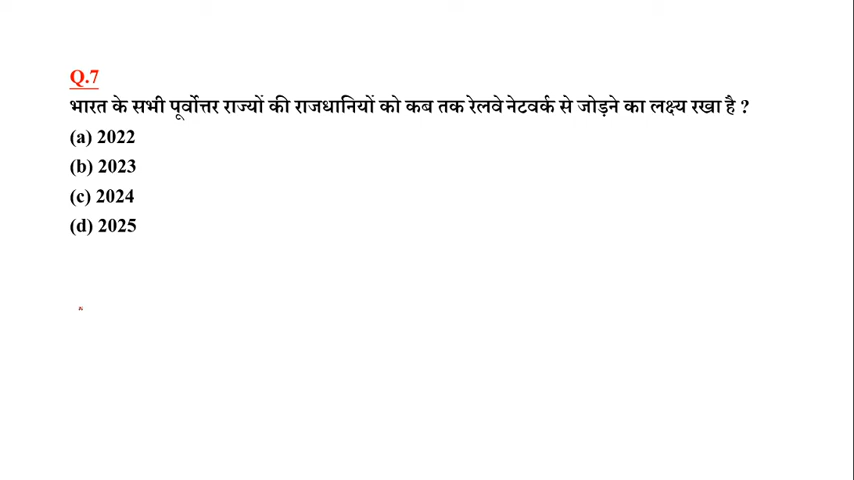 Q.7
भारत के सभी पूर्वोत्तर राज्यों की राजधानियों को कब तक रेलवे नेटवर्क से जोड़ने का लक्ष्य रखा है ?
(a) 2022
(b) 2023
(c) 2024
(d) 2025